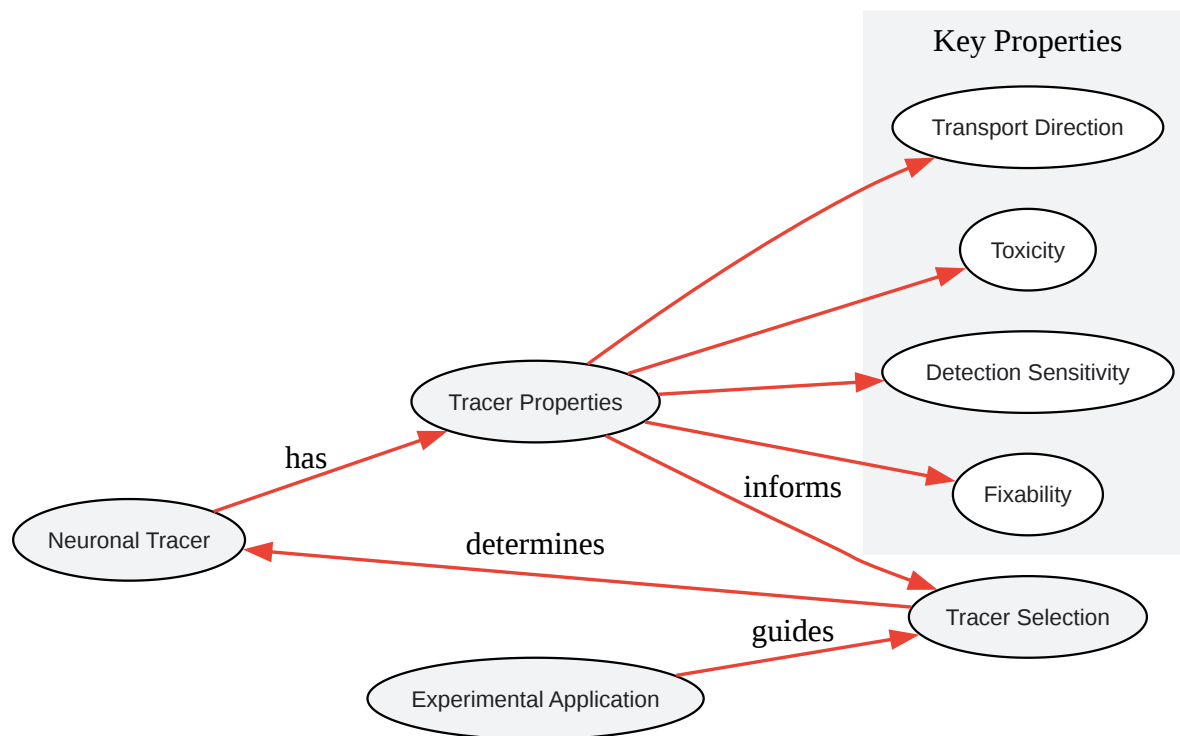 Key Properties
Transport Direction
Toxicity
Detection Sensitivity
Tracer Properties
has
informs
Fixability
Neuronal Tracer
determines
Tracer Selection
guides
Experimental Application